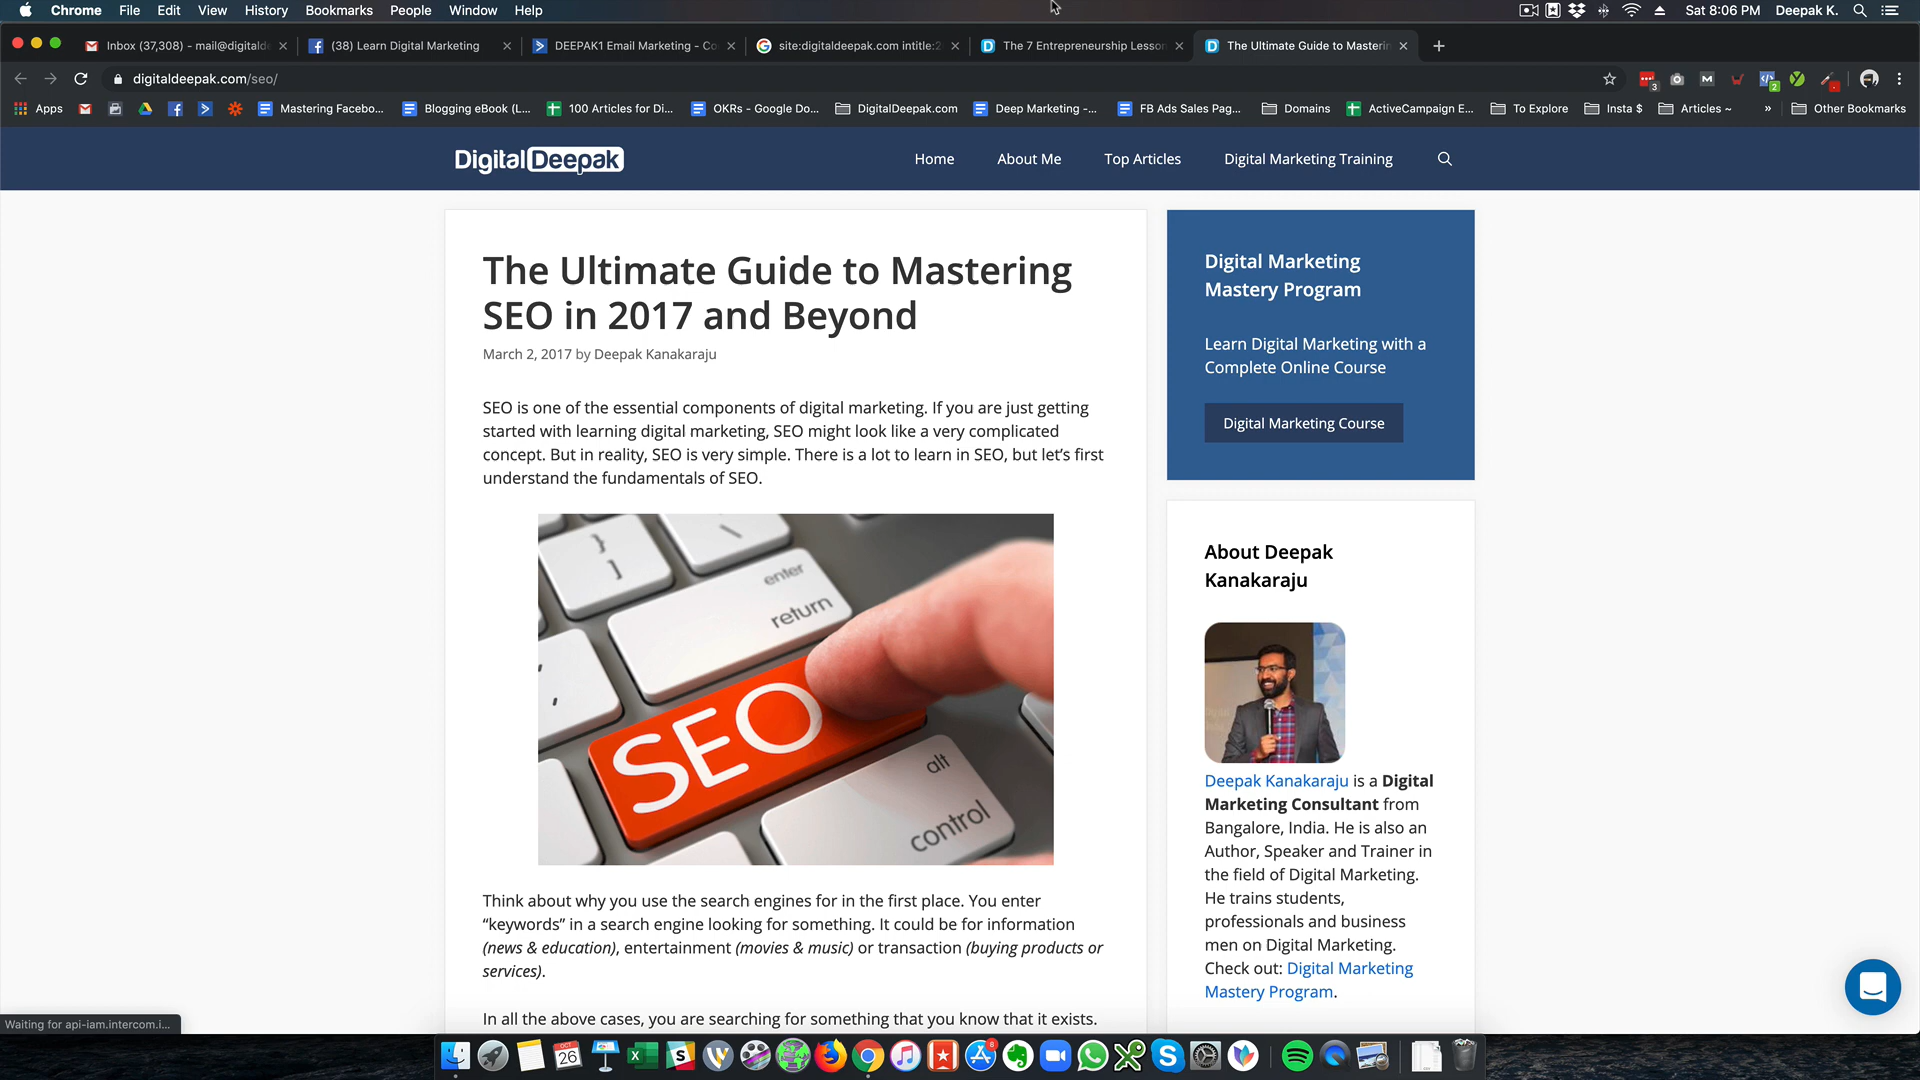 Chrome File Edit View History Bookmarks People Window Help Sat 8:06 PM Deepak K.
Inbox (37,308) - mail@digitalde
(38) Learn Digital Marketing
DEEPAK1 Email Marketing - Co
site:digitaldeepak.com intitle:2
The 7 Entrepreneurship Lesson
The Ultimate Guide to Masterin
digitaldeepak.com/seo/
3
2
Apps
Mastering Facebo...
Blogging eBook (L...
100 Articles for Di...
OKRs - Google Do...
DigitalDeepak.com
Deep Marketing -...
FB Ads Sales Pag...
Domains
ActiveCampaign E...
To Explore
Insta $
Articles ~
»
Other Bookmarks
DigitalDeepak
Home
About Me
Top Articles
Digital Marketing Training
The Ultimate Guide to Mastering
SEO in 2017 and Beyond
March 2, 2017 by Deepak Kanakaraju
SEO is one of the essential components of digital marketing. If you are just getting
started with learning digital marketing, SEO might look like a very complicated
concept. But in reality, SEO is very simple. There is a lot to learn in SEO, but let’s first
understand the fundamentals of SEO.
}
]
\
enter
return
SEO
alt
control
Think about why you use the search engines for in the first place. You enter
“keywords” in a search engine looking for something. It could be for information
(news & education), entertainment (movies & music) or transaction (buying products or
services).
In all the above cases, you are searching for something that you know that it exists.
Digital Marketing
Mastery Program
Learn Digital Marketing with a
Complete Online Course
Digital Marketing Course
About Deepak
Kanakaraju
Deepak Kanakaraju is a Digital
Marketing Consultant from
Bangalore, India. He is also an
Author, Speaker and Trainer in
the field of Digital Marketing.
He trains students,
professionals and business
men on Digital Marketing.
Check out: Digital Marketing
Mastery Program.
Waiting for api-iam.intercom.i...
OCT
26
8